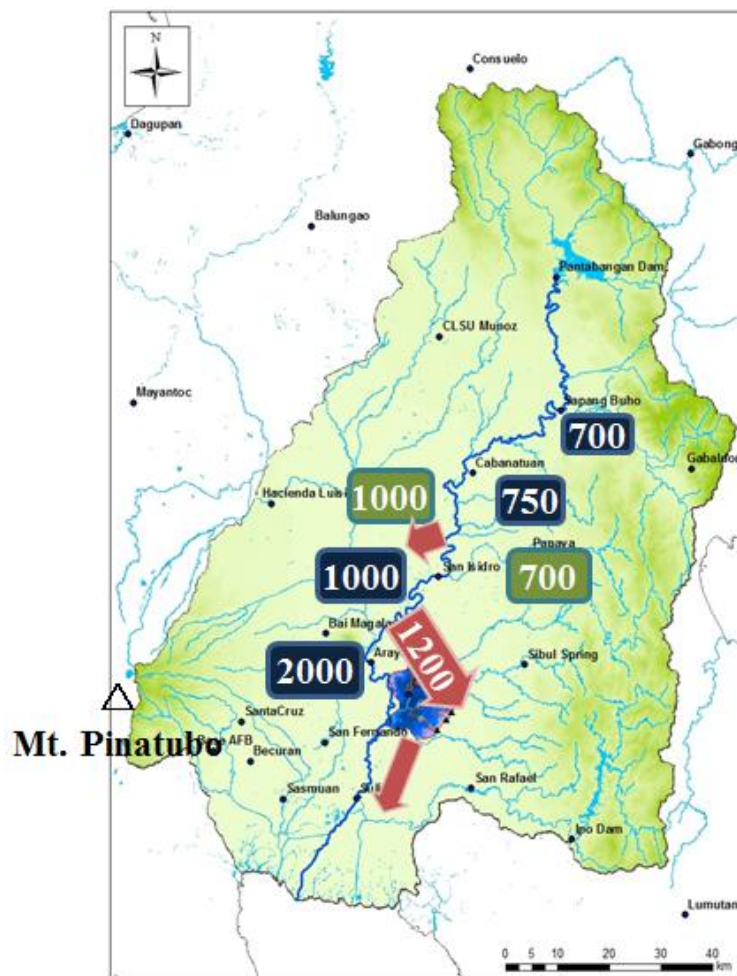 N
Consuelo
Dagupan
Gabong
Balungao
Pantabangan Dam
CLSU Munoz
Mayantoc
Sapang Buho
700
Cabanatuan
Gabaldon
1000
750
Hacienda Luisi
Papaya
1000
San Isidro
700
Bai Magala
1200
2000
Aray
Sibul Spring
SantaCruz
Mt. Pinatubo
AFB
San Fernando
Becuran
San Rafael
Sasmuan
Ipo Dam
Lumutan
0 5 10 20 30 40
km